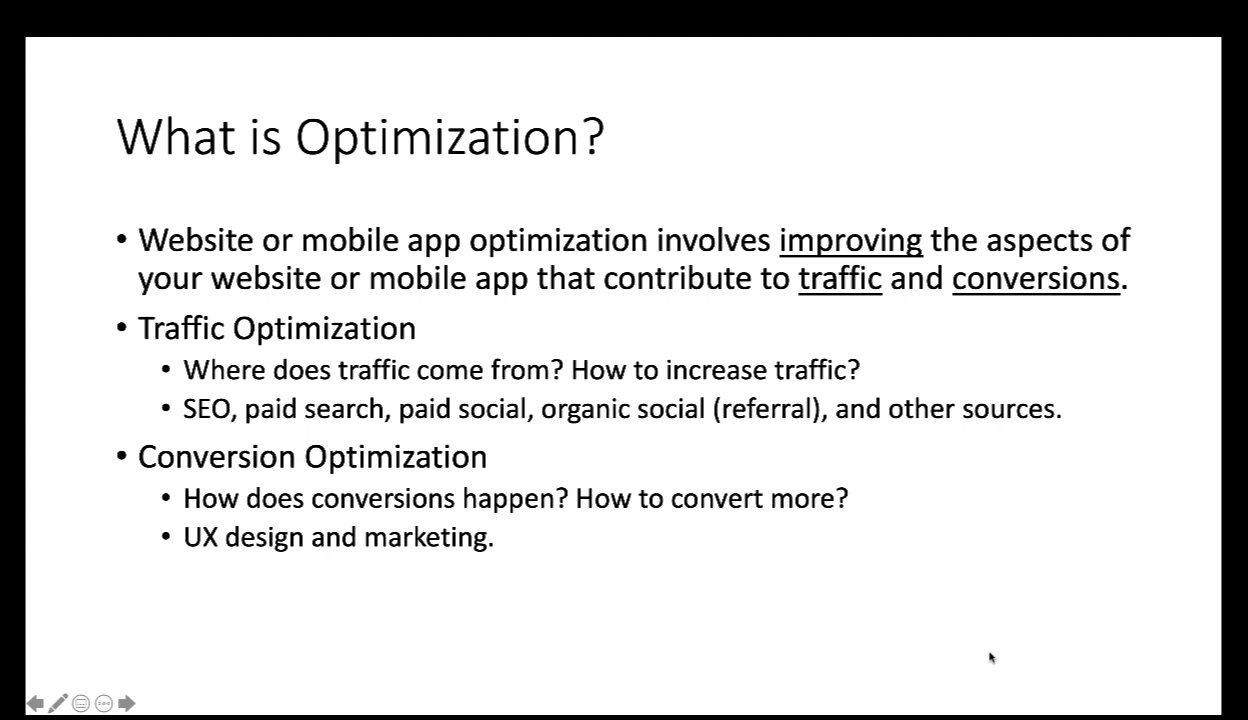 What is Optimization?
• Website or mobile app optimization involves improving the aspects of
your website or mobile app that contribute to traffic and conversions.
• Traffic Optimization
• Where does traffic come from? How to increase traffic?
• SEO, paid search, paid social, organic social (referral), and other sources.
• Conversion Optimization
• How does conversions happen? How to convert more?
• UX design and marketing.